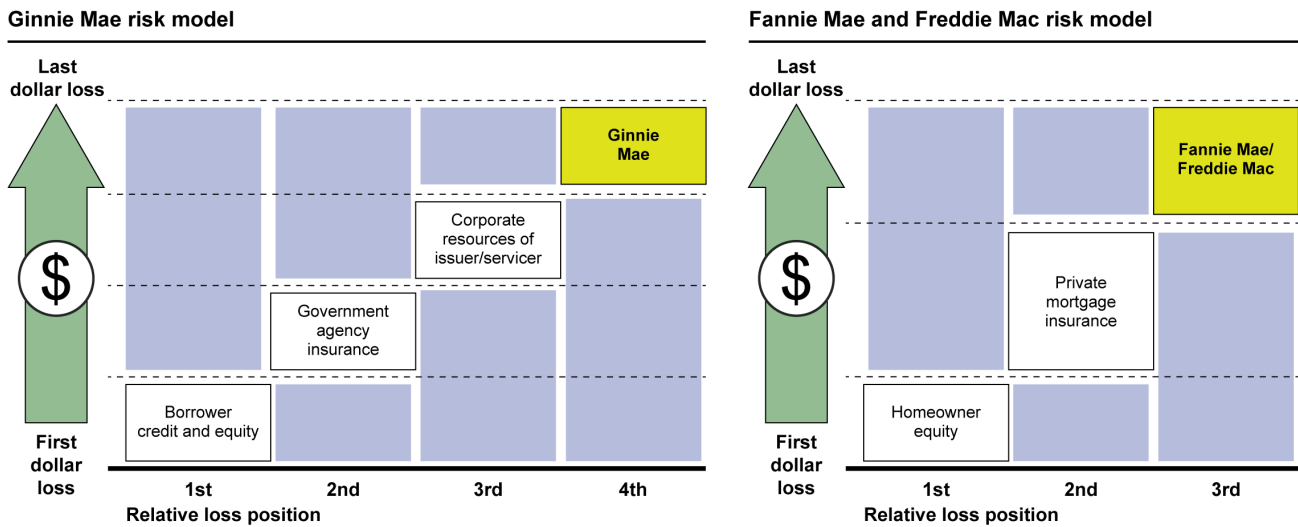 Ginnie Mae risk model
Last
dollar loss
$
First
dollar
loss
Ginnie
Mae
Corporate
resources of
issuer/servicer
Government
agency
insurance
Borrower
credit and equity
1st
2nd
3rd
4th
Relative loss position
Fannie Mae and Freddie Mac risk model
Last
dollar loss
$
First
dollar
loss
Fannie Mae/
Freddie Mac
Private
mortgage
insurance
Homeowner
equity
1st
2nd
3rd
Relative loss position